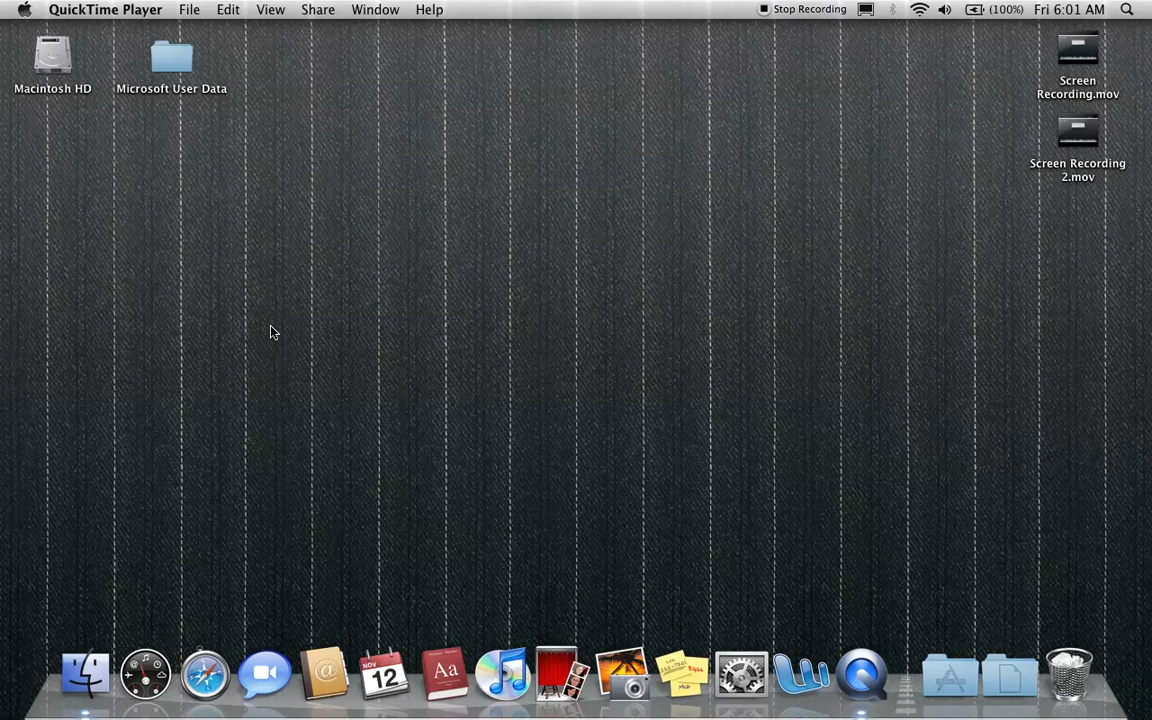 QuickTime Player File Edit View Share Window Help Stop Recording (100%) Fri 6:01 AM
Macintosh HD
Microsoft User Data
Screen
Recording.mov
Screen Recording
2.mov
@
NOV
12
Aa